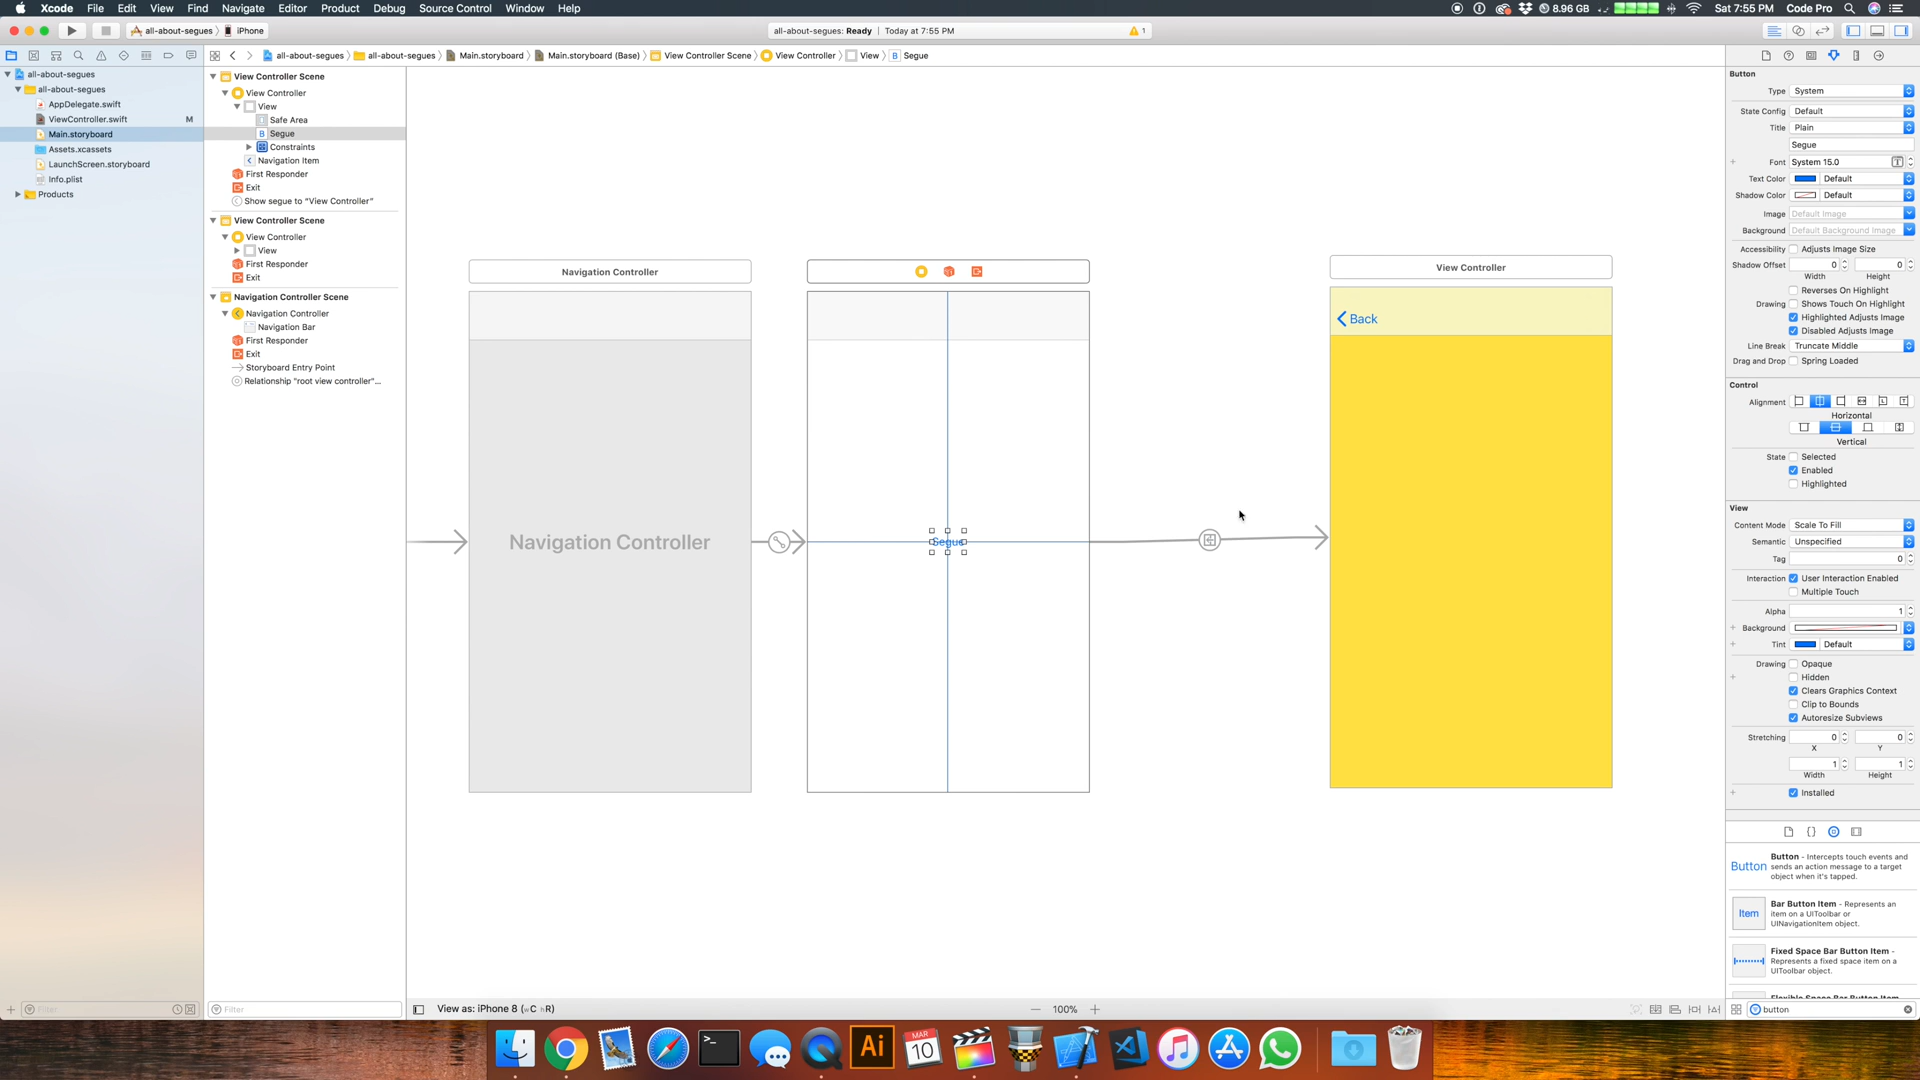 Xcode File Edit View Find Navigate Editor Product Debug Source Control Window Help
8.96 GB Sat 7:55 PM Code Pro
all-about-segues iPhone
all-about-segues: Ready | Today at 7:55 PM
1
all-about-segues all-about-segues Main.storyboard Main.storyboard (Base) View Controller Scene View Controller View B Segue
all-about-segues
all-about-segues
AppDelegate.swift
ViewController.swift M
Main.storyboard
Assets.xcassets
LaunchScreen.storyboard
Info.plist
Products
Filter
View Controller Scene
View Controller
View
Safe Area
B Segue
Constraints
Navigation Item
First Responder
Exit
Show segue to "View Controller"
View Controller Scene
View Controller
View
First Responder
Exit
Navigation Controller Scene
Navigation Controller
Navigation Bar
First Responder
Exit
Storyboard Entry Point
Relationship "root view controller"...
Filter
Navigation Controller
Navigation Controller
Segue
View Controller
Back
View as: iPhone 8 (wC hR)
100%
Button
Type System
State Config Default
Title Plain
Segue
Font System 15.0
Text Color Default
Shadow Color Default
Image Default Image
Background Default Background Image
Accessibility Adjusts Image Size
Shadow Offset 0 0
Width Height
Reverses On Highlight
Drawing Shows Touch On Highlight
Highlighted Adjusts Image
Disabled Adjusts Image
Line Break Truncate Middle
Drag and Drop Spring Loaded
Control
Alignment
Horizontal
Vertical
State Selected
Enabled
Highlighted
View
Content Mode Scale To Fill
Semantic Unspecified
Tag 0
Interaction User Interaction Enabled
Multiple Touch
Alpha 1
Background
Tint Default
Drawing Opaque
Hidden
Clears Graphics Context
Clip to Bounds
Autoresize Subviews
Stretching 0 0
X Y
1 1
Width Height
Installed
Button Button - Intercepts touch events and
sends an action message to a target
object when it's tapped.
Item Bar Button Item - Represents an
item on a UIToolbar or
UINavigationItem object.
Fixed Space Bar Button Item -
Represents a fixed space item on a
UIToolbar object.
Flexible Space Bar Button Item
button
Ai
MAR
10